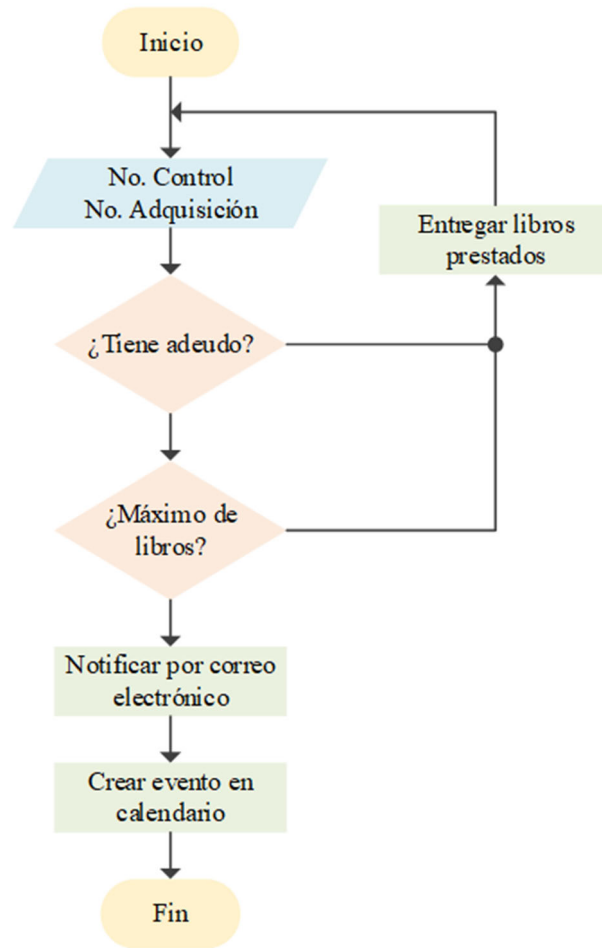 Inicio
No. Control
No. Adquisición
Entregar libros
prestados
¿Tiene adeudo?
¿Máximo de
libros?
Notificar por correo
electrónico
Crear evento en
calendario
Fin